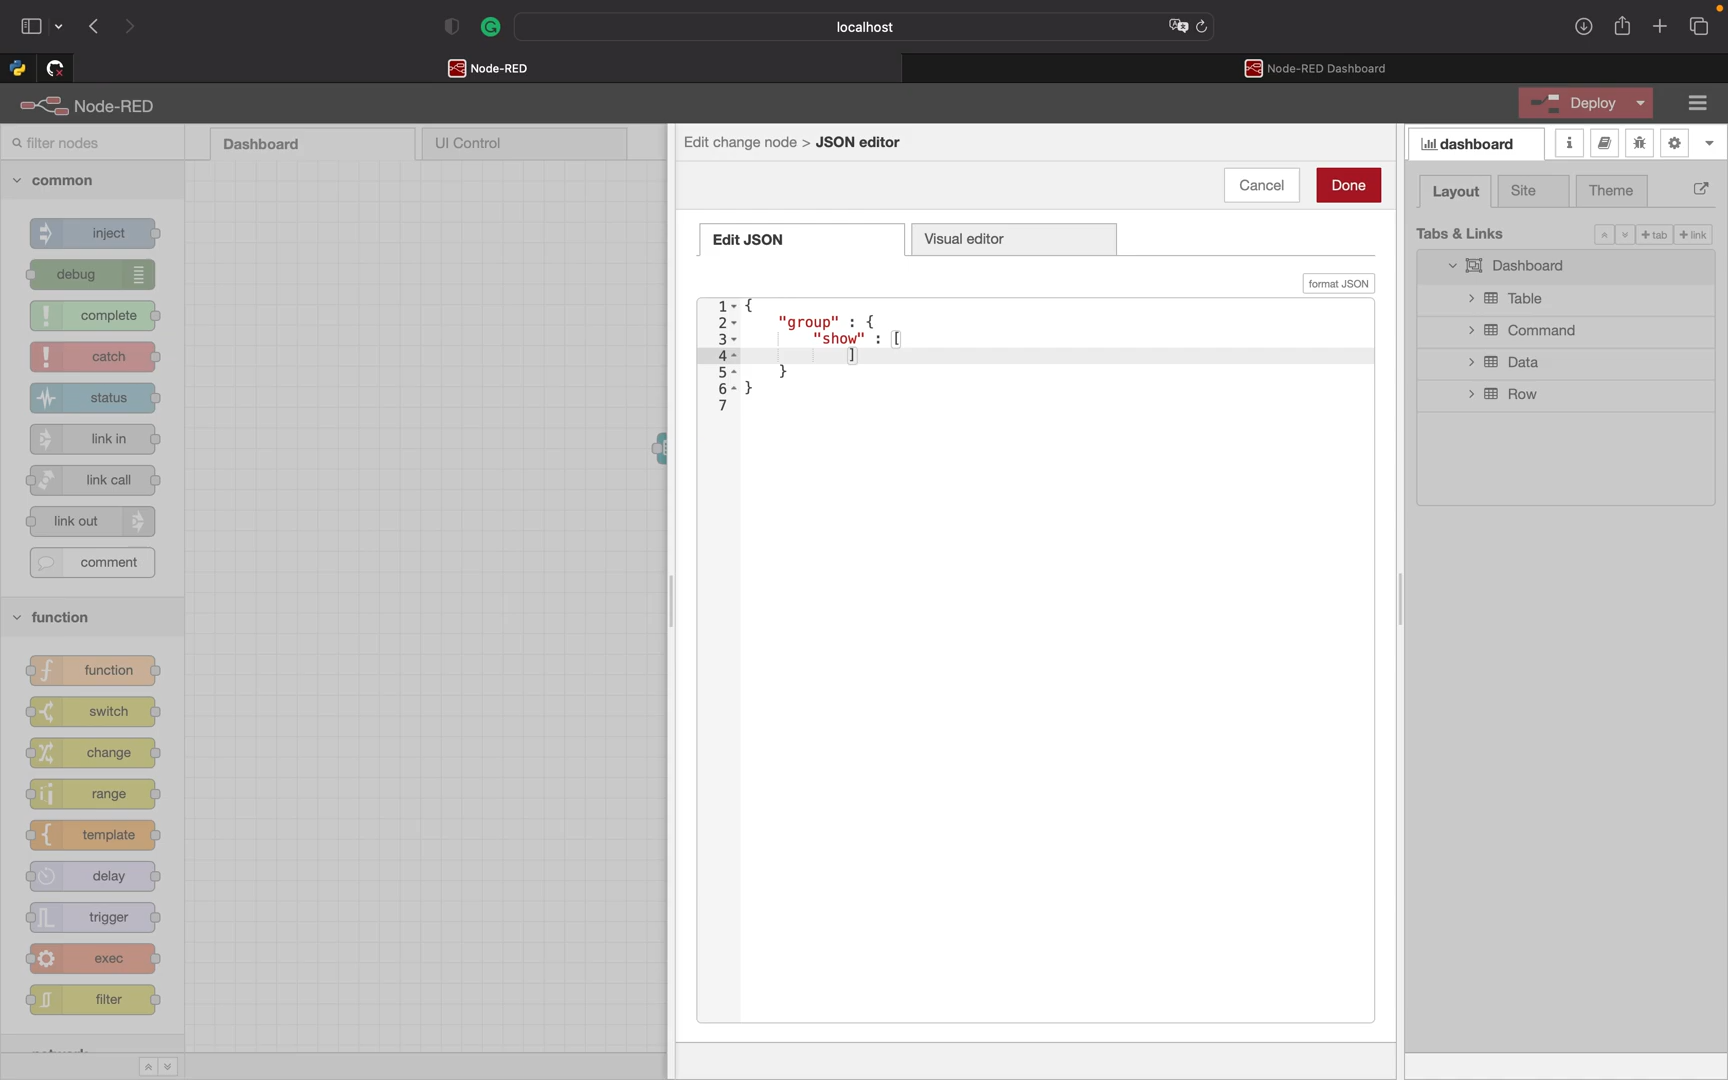 localhost
Node-RED
Node-RED Dashboard
Node-RED
Deploy
filter nodes
Dashboard
UI Control
Edit change node > JSON editor
dashboard
Cancel
Done
Layout
Site
Theme
common
Edit JSON
Visual editor
Tabs & Links
+ tab
+ link
inject
debug
complete
catch
status
link in
link call
link out
comment
Dashboard
Table
Command
Data
Row
format JSON
1 {
2 "group" : {
3 "show" : [
4 ]
5 }
6 }
7
function
function
switch
change
range
template
delay
trigger
exec
filter